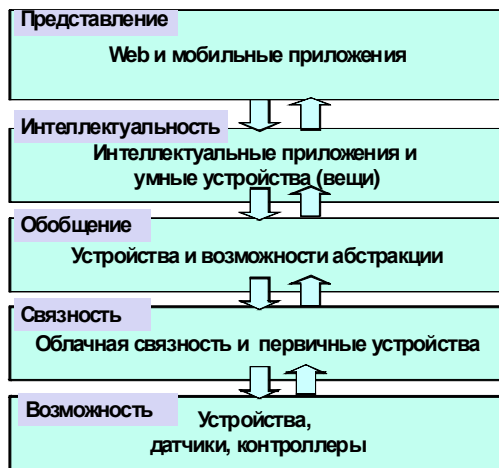 Представление
Web и мобильные приложения
Интеллектуальность
Интеллектуальные приложения и
умные устройства (вещи)
Обобщение
Устройства и возможности абстракции
Связность
Облачная связность и первичные устройства
Возможность
Устройства,
датчики, контроллеры